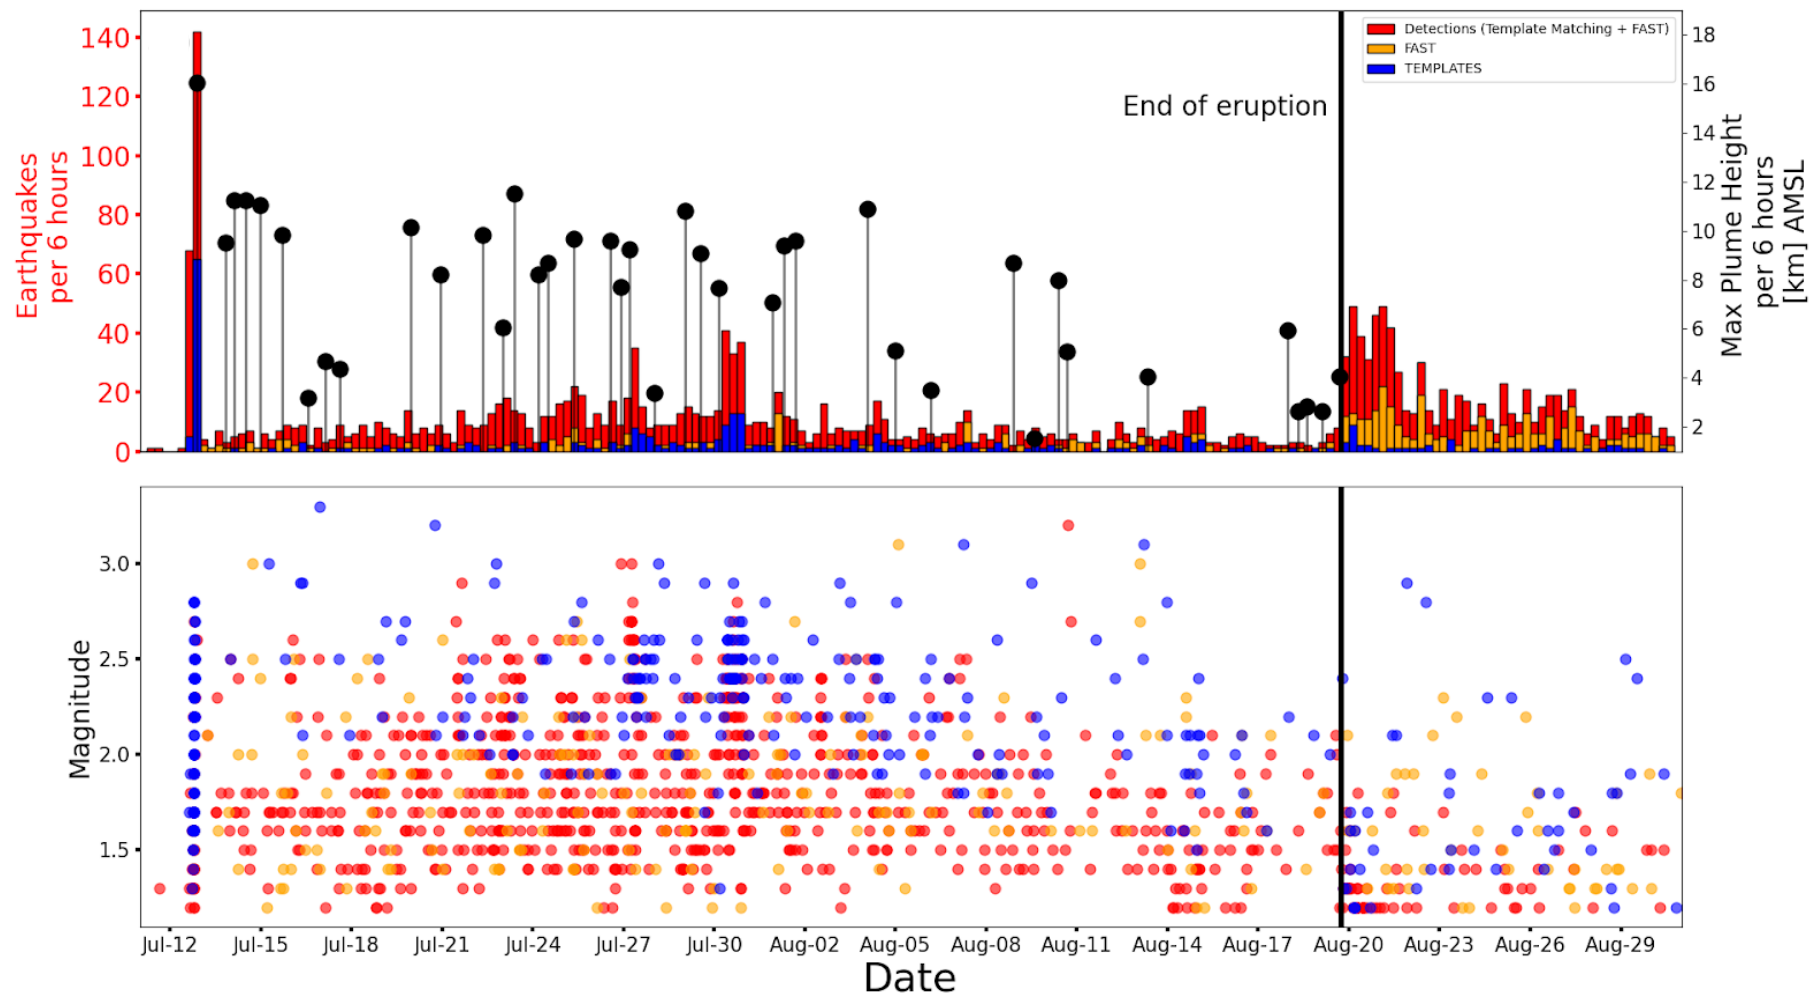 140
120
100
80
60
40
20
0
Earthquakes
per 6 hours
Detections (Template Matching + FAST)
FAST
TEMPLATES
End of eruption
18
16
14
12
10
8
6
4
2
Max Plume Height
per 6 hours
[km] AMSL
3.0
2.5
2.0
1.5
Magnitude
Jul-12 Jul-15 Jul-18 Jul-21 Jul-24 Jul-27 Jul-30 Aug-02 Aug-05 Aug-08 Aug-11 Aug-14 Aug-17 Aug-20 Aug-23 Aug-26 Aug-29
Date